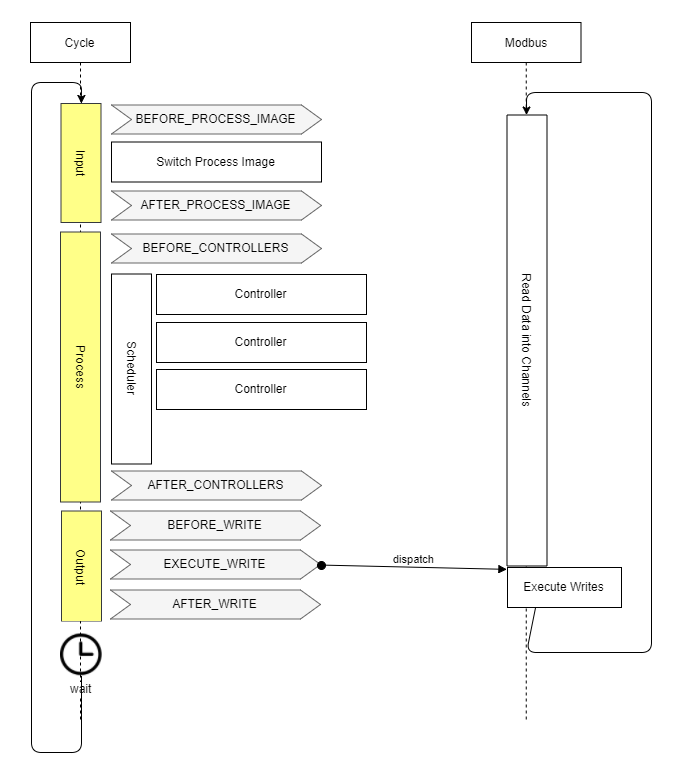 Cycle
Modbus
BEFORE_PROCESS_IMAGE
Input
Switch Process Image
AFTER_PROCESS_IMAGE
BEFORE_CONTROLLERS
Process
Scheduler
Controller
Controller
Controller
Read Data into Channels
AFTER_CONTROLLERS
BEFORE_WRITE
Output
EXECUTE_WRITE
dispatch
Execute Writes
AFTER_WRITE
wait